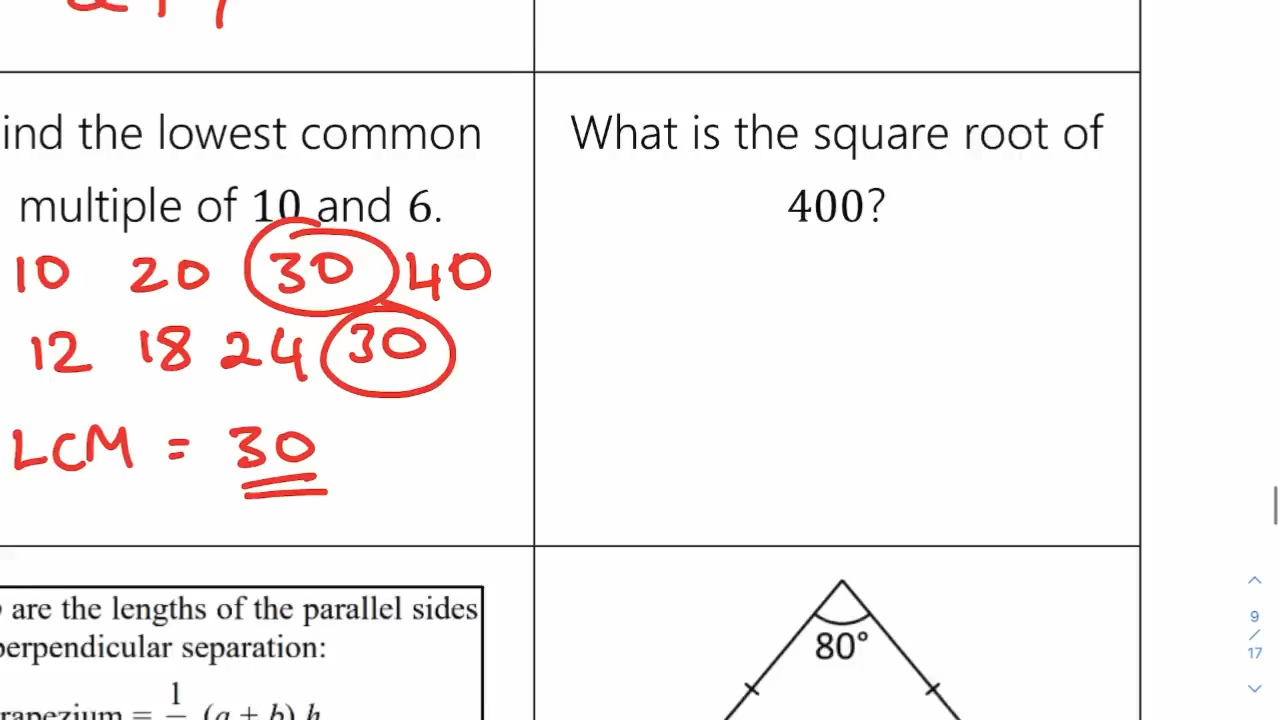 ind the lowest common
multiple of 10 and 6.
10 20 30 40
12 18 24 30
LCM = 30
What is the square root of
400?
are the lengths of the parallel sides
perpendicular separation:
rapezium = 1 (a + b) h
80°
9
/
17